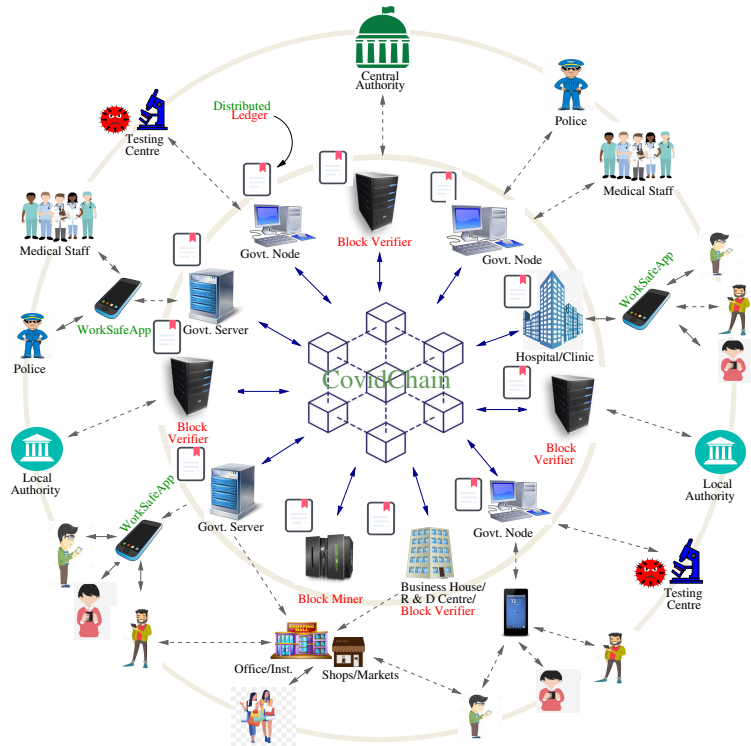 Central
Authority
Police
Distributed
Ledger
Testing
Centre
Medical Staff
Block Verifier
Govt. Node
Govt. Node
Medical Staff
WorkSafeApp
Govt. Server
WorkSafeApp
Hospital/Clinic
Police
CovidChain
Block
Verifier
Block
Verifier
Local
Authority
Local
Authority
WorkSafeApp
Govt. Server
Govt. Node
Block Miner
Business House/
R & D Centre/
Block Verifier
Testing
Centre
SHOPPING
MALL
Office/Inst.
Shops/Markets